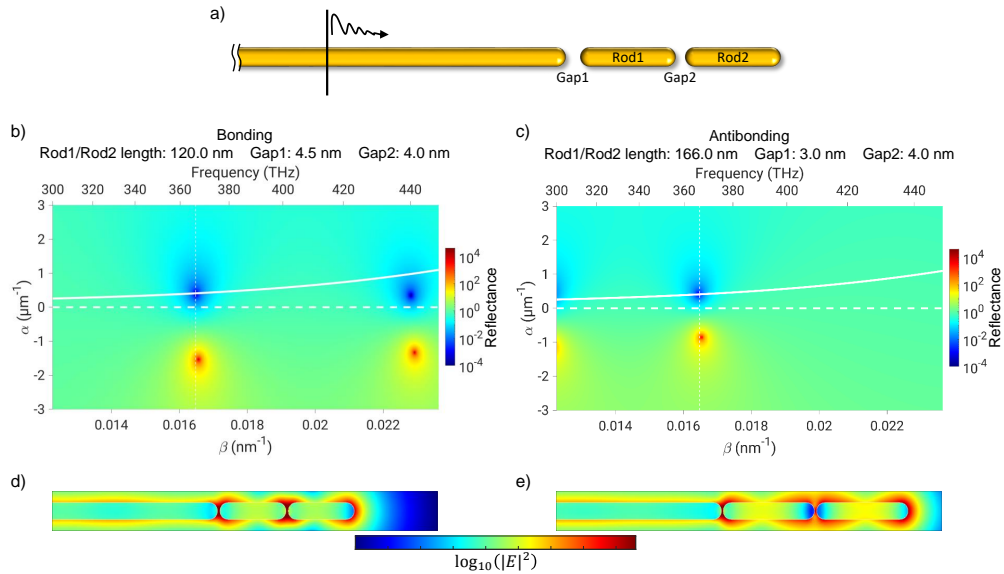 a)
Rod1
Rod2
Gap1
Gap2
b)
Bonding
Rod1/Rod2 length: 120.0 nm Gap1: 4.5 nm Gap2: 4.0 nm
Frequency (THz)
300 320 340 360 380 400 420 440
3
2
1
0
-1
-2
-3
α (μm⁻¹)
0.014 0.016 0.018 0.02 0.022
β (nm⁻¹)
10⁴
10²
10⁰
10⁻²
10⁻⁴
Reflectance
c)
Antibonding
Rod1/Rod2 length: 166.0 nm Gap1: 3.0 nm Gap2: 4.0 nm
Frequency (THz)
300 320 340 360 380 400 420 440
3
2
1
0
-1
-2
-3
α (μm⁻¹)
0.014 0.016 0.018 0.02 0.022
β (nm⁻¹)
10⁴
10²
10⁰
10⁻²
10⁻⁴
Reflectance
d)
e)
log₁₀(|E|²)